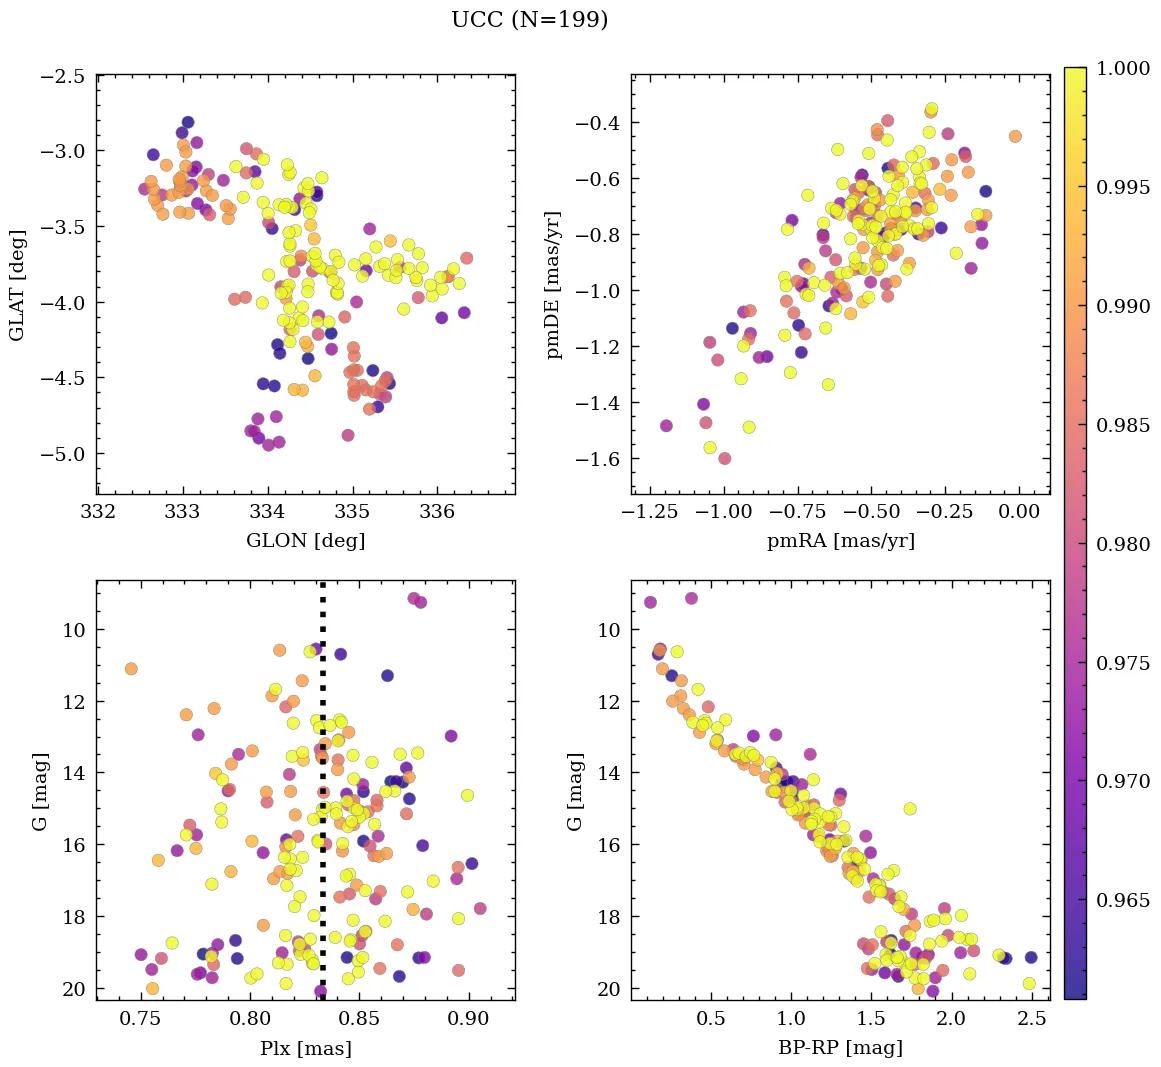 UCC (N=199)
−2.5
−3.0
−3.5
−4.0
−4.5
−5.0
GLAT [deg]
332 333 334 335 336
GLON [deg]
−0.4
−0.6
−0.8
−1.0
−1.2
−1.4
−1.6
pmDE [mas/yr]
−1.25 −1.00 −0.75 −0.50 −0.25 0.00
pmRA [mas/yr]
10
12
14
16
18
20
G [mag]
0.75 0.80 0.85 0.90
Plx [mas]
10
12
14
16
18
20
G [mag]
0.5 1.0 1.5 2.0 2.5
BP-RP [mag]
1.000
0.995
0.990
0.985
0.980
0.975
0.970
0.965